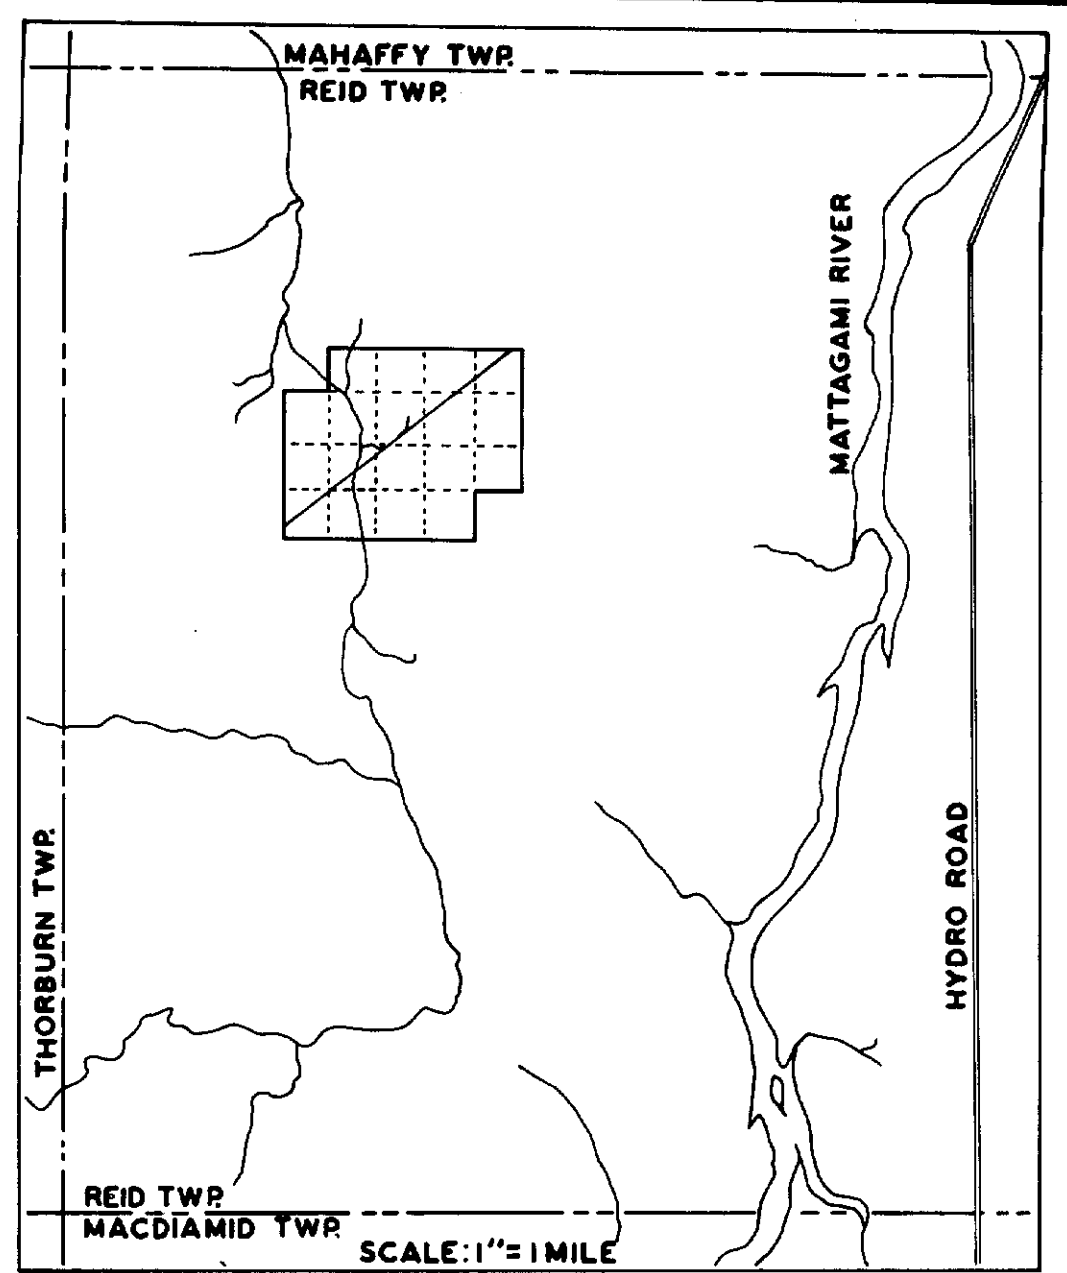 MAHAFFY TWP.
REID TWP.
MATTAGAMI RIVER
THORBURN TWP.
HYDRO ROAD
REID TWP.
MACDIAMID TWP.
SCALE: 1"= 1 MILE